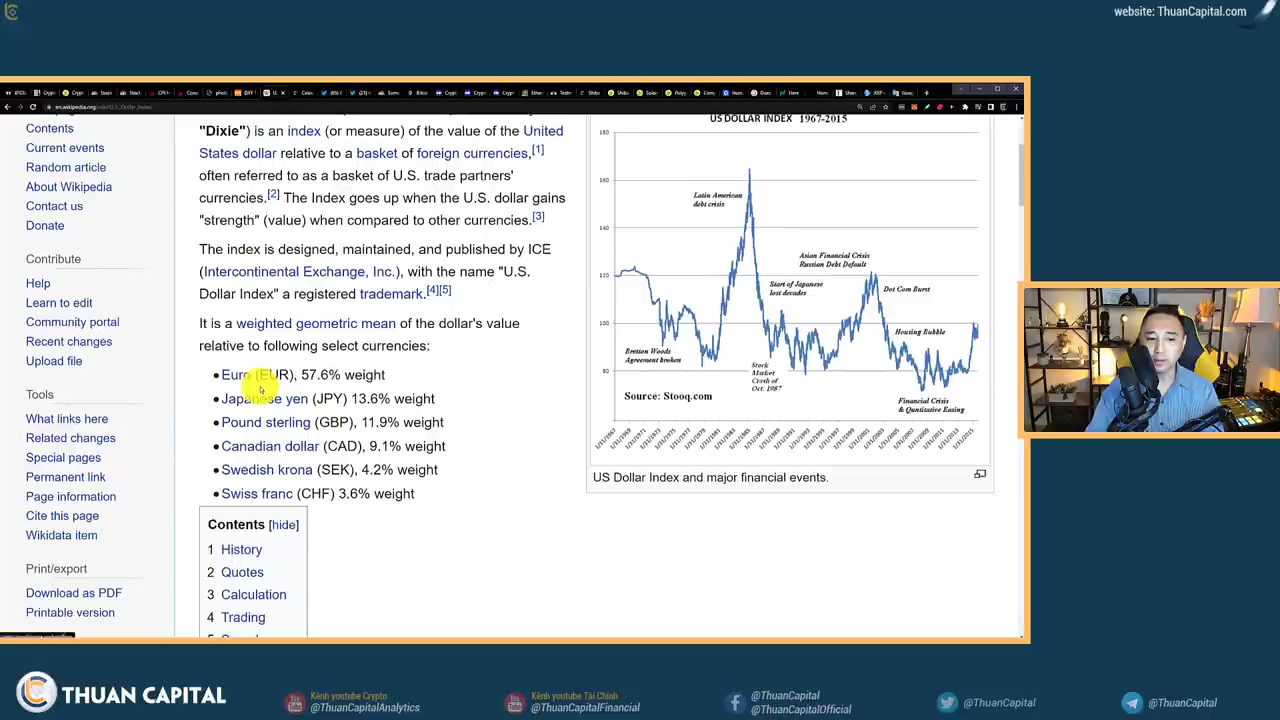 website: ThuanCapital.com
en.wikipedia.org/wiki/U.S._Dollar_Index
Contents
Current events
Random article
About Wikipedia
Contact us
Donate
Contribute
Help
Learn to edit
Community portal
Recent changes
Upload file
Tools
What links here
Related changes
Special pages
Permanent link
Page information
Cite this page
Wikidata item
Print/export
Download as PDF
Printable version
"Dixie") is an index (or measure) of the value of the United
States dollar relative to a basket of foreign currencies,[1]
often referred to as a basket of U.S. trade partners'
currencies.[2] The Index goes up when the U.S. dollar gains
"strength" (value) when compared to other currencies.[3]
The index is designed, maintained, and published by ICE
(Intercontinental Exchange, Inc.), with the name "U.S.
Dollar Index" a registered trademark.[4][5]
It is a weighted geometric mean of the dollar's value
relative to following select currencies:
• Euro (EUR), 57.6% weight
• Japanese yen (JPY) 13.6% weight
• Pound sterling (GBP), 11.9% weight
• Canadian dollar (CAD), 9.1% weight
• Swedish krona (SEK), 4.2% weight
• Swiss franc (CHF) 3.6% weight
Contents [hide]
1 History
2 Quotes
3 Calculation
4 Trading
US DOLLAR INDEX 1967-2015
180
160
140
120
100
80
Latin American
debt crisis
Asian Financial Crisis
Russian Debt Default
Start of Japanese
lost decades
Dot Com Burst
Housing Bubble
Bretton Woods
Agreement broken
Stock
Market
Crash of
Oct. 1987
Source: Stooq.com
Financial Crisis
& Quntitative Easing
US Dollar Index and major financial events.
THUAN CAPITAL
Kênh youtube Crypto
@ThuanCapitalAnalytics
Kênh youtube Tài Chính
@ThuanCapitalFinancial
@ThuanCapital
@ThuanCapitalOfficial
@ThuanCapital
@ThuanCapital